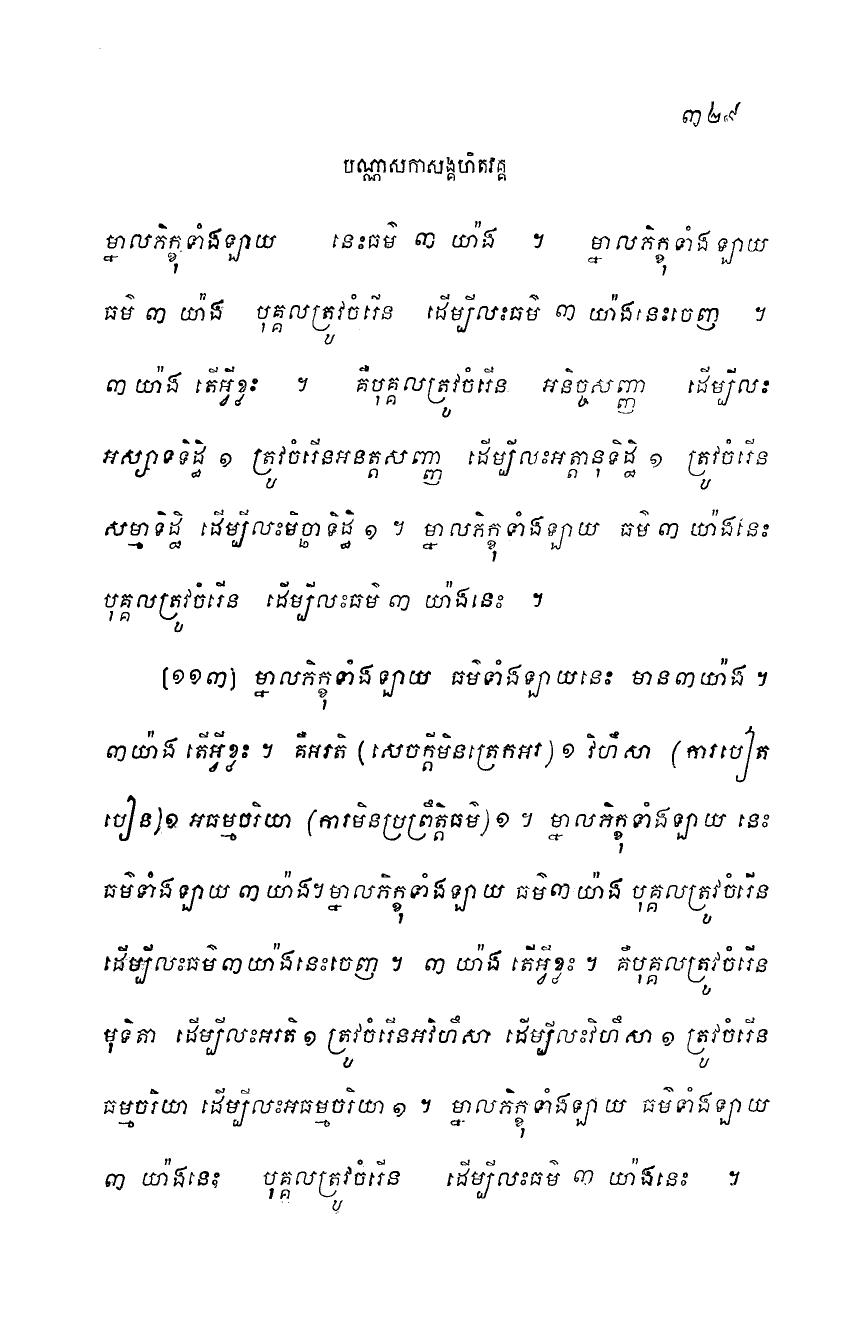 ៣២៩
បណ្ណាសកាសង្គហិតវគ្គ
ម្នាលភិក្ខុទាំងឡាយ នេះធម៌ ៣ យ៉ាង ។ ម្នាលភិក្ខុទាំងឡាយ
ធម៌ ៣ យ៉ាង បុគ្គលត្រូវចំរើន ដើម្បីលះធម៌ ៣ យ៉ាងនេះចេញ ។
៣ យ៉ាង តើអ្វីខ្លះ ។ គឺបុគ្គលត្រូវចំរើន អនិច្ចសញ្ញា ដើម្បីលះ
អស្សាទទិដ្ឋិ ១ ត្រូវចំរើនអនត្តសញ្ញា ដើម្បីលះអត្តានុទិដ្ឋិ ១ ត្រូវចំរើន
សម្មាទិដ្ឋិ ដើម្បីលះមិច្ឆាទិដ្ឋិ ១ ។ ម្នាលភិក្ខុទាំងឡាយ ធម៌ ៣ យ៉ាងនេះ
បុគ្គលត្រូវចំរើន ដើម្បីលះធម៌ ៣ យ៉ាងនេះ ។
(១១៣) ម្នាលភិក្ខុទាំងឡាយ ធម៌ទាំងឡាយនេះ មាន៣យ៉ាង ។
៣យ៉ាង តើអ្វីខ្លះ ។ គឺអរតិ (សេចក្តីមិនត្រេកអរ) ១ វិហឹសា (ការបៀត
បៀន)១ អធម្មចរិយា (ការមិនប្រព្រឹត្តិធម៌) ១ ។ ម្នាលភិក្ខុទាំងឡាយ នេះ
ធម៌ទាំងឡាយ ៣ យ៉ាង។ ម្នាលភិក្ខុទាំងឡាយ ធម៌៣ យ៉ាង បុគ្គលត្រូវចំរើន
ដើម្បីលះធម៌៣យ៉ាងនេះចេញ ។ ៣ យ៉ាង តើអ្វីខ្លះ ។ គឺបុគ្គលត្រូវចំរើន
មុទិតា ដើម្បីលះអរតិ ១ ត្រូវចំរើនអវិហឹសា ដើម្បីលះវិហឹសា ១ ត្រូវចំរើន
ធម្មចរិយា ដើម្បីលះអធម្មចរិយា ១ ។ ម្នាលភិក្ខុទាំងឡាយ ធម៌ទាំងឡាយ
៣ យ៉ាងនេះ បុគ្គលត្រូវចំរើន ដើម្បីលះធម៌ ៣ យ៉ាងនេះ ។